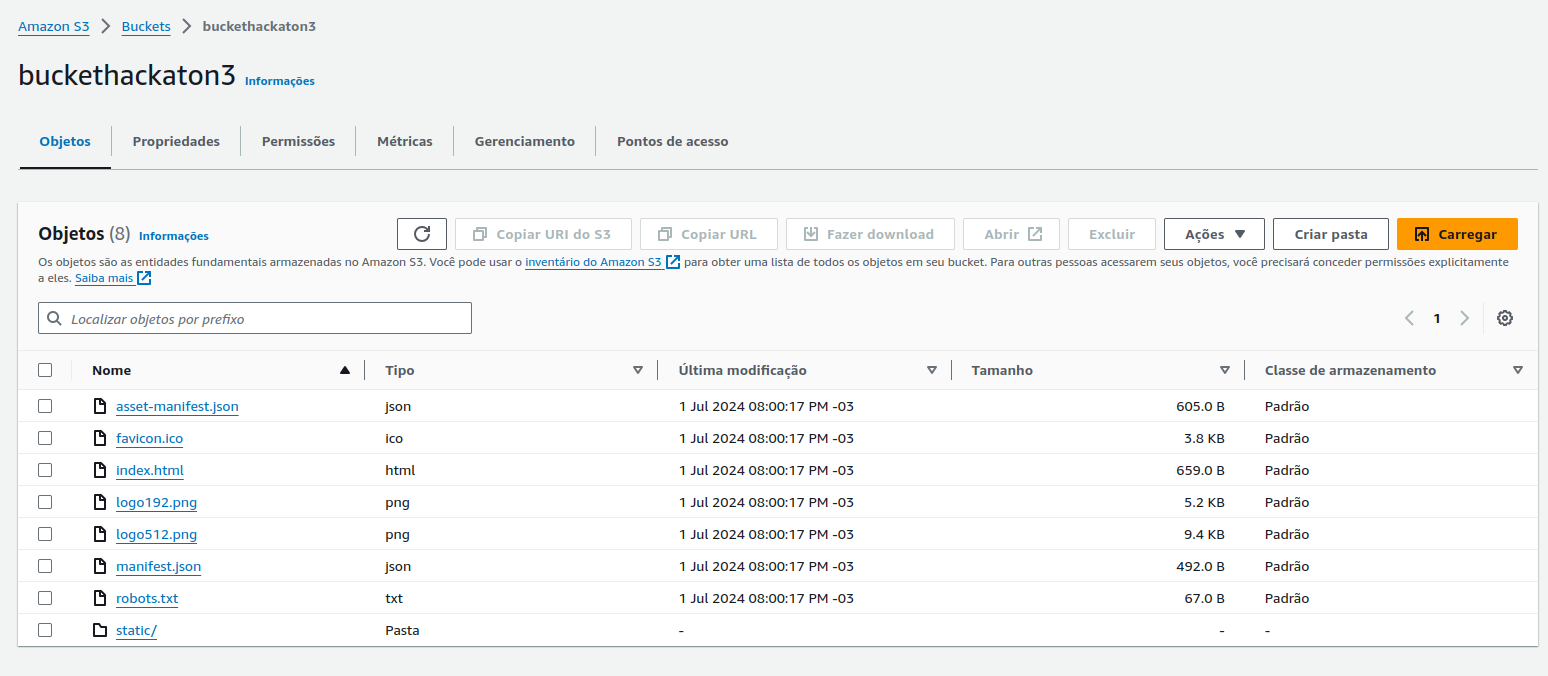 Amazon S3 > Buckets > buckethackaton3
buckethackaton3 Informações
Objetos Propriedades Permissões Métricas Gerenciamento Pontos de acesso
Objetos (8) Informações Copiar URI do S3 Copiar URL Fazer download Abrir Excluir Ações Criar pasta Carregar
Os objetos são as entidades fundamentais armazenadas no Amazon S3. Você pode usar o inventário do Amazon S3 para obter uma lista de todos os objetos em seu bucket. Para outras pessoas acessarem seus objetos, você precisará conceder permissões explicitamente
a eles. Saiba mais
Localizar objetos por prefixo 1
Nome Tipo Última modificação Tamanho Classe de armazenamento
asset-manifest.json json 1 Jul 2024 08:00:17 PM -03 605.0 B Padrão
favicon.ico ico 1 Jul 2024 08:00:17 PM -03 3.8 KB Padrão
index.html html 1 Jul 2024 08:00:17 PM -03 659.0 B Padrão
logo192.png png 1 Jul 2024 08:00:17 PM -03 5.2 KB Padrão
logo512.png png 1 Jul 2024 08:00:17 PM -03 9.4 KB Padrão
manifest.json json 1 Jul 2024 08:00:17 PM -03 492.0 B Padrão
robots.txt txt 1 Jul 2024 08:00:17 PM -03 67.0 B Padrão
static/ Pasta - - -